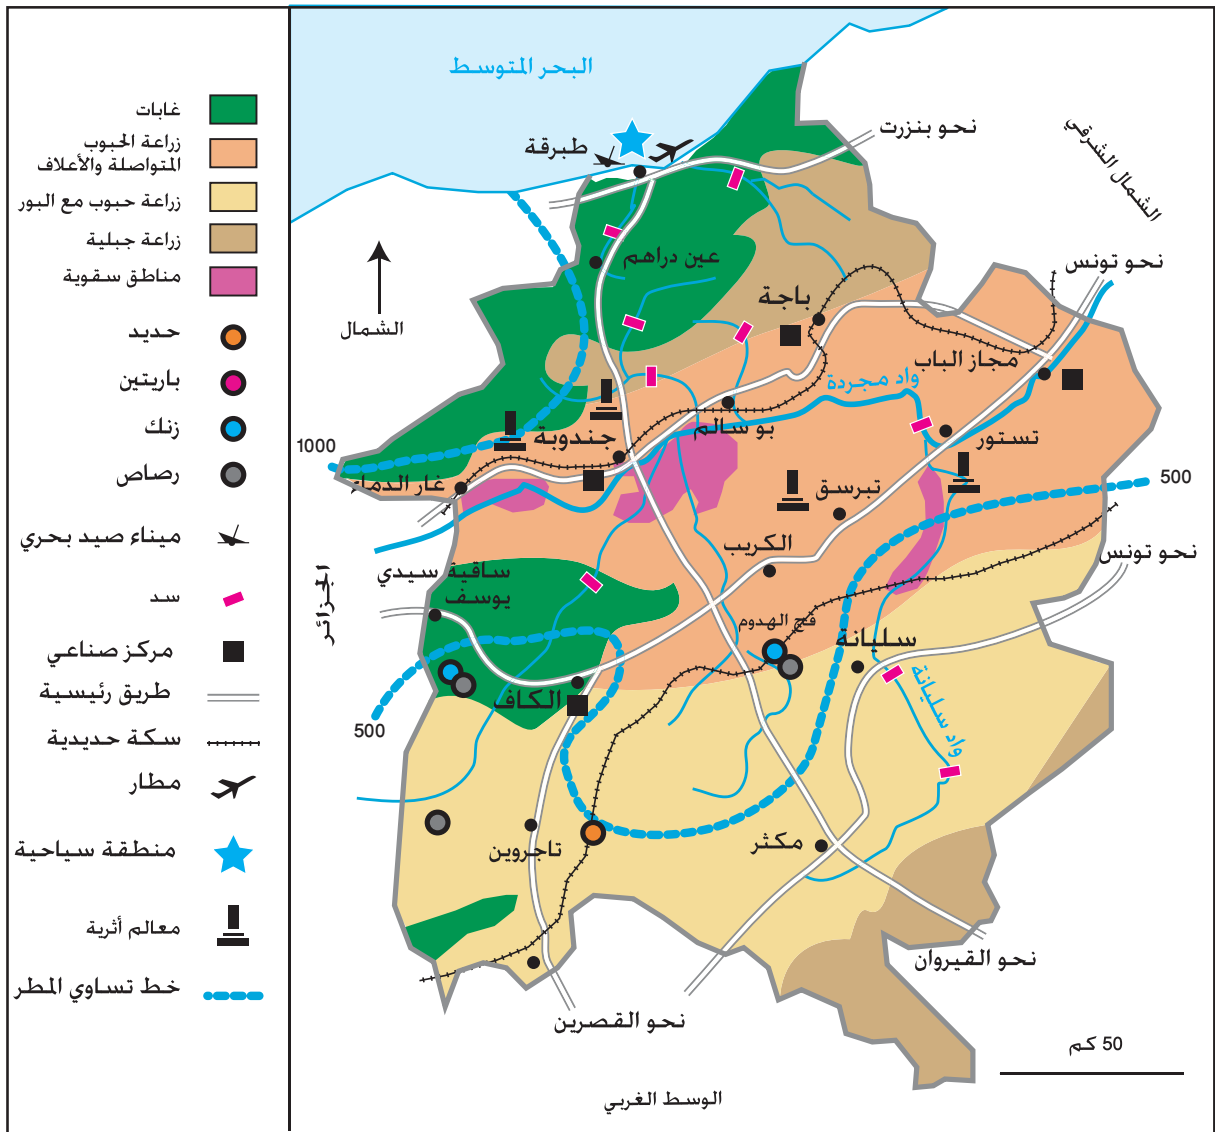 غابات
زراعة الحبوب
المتواصلة والأعلاف
زراعة حبوب مع البور
زراعة جبلية
مناطق سقوية
حديد
باريتين
زنك
رصاص
ميناء صيد بحري
سد
مركز صناعي
طريق رئيسية
سكة حديدية
مطار
منطقة سياحية
معالم أثرية
خط تساوي المطر
البحر المتوسط
نحو بنزرت
الشمال الشرقي
طبرقة
عين دراهم
نحو تونس
الشمال
باجة
مجاز الباب
واد مجردة
بو سالم
تستور
جندوبة
1000
غار الدماء
500
تبرسق
الكريب
نحو تونس
ساقية سيدي
يوسف
الجزائر
فج الهدوم
سليانة
الكاف
واد سليانة
500
مكثر
تاجروين
نحو القيروان
نحو القصرين
50 كم
الوسط الغربي